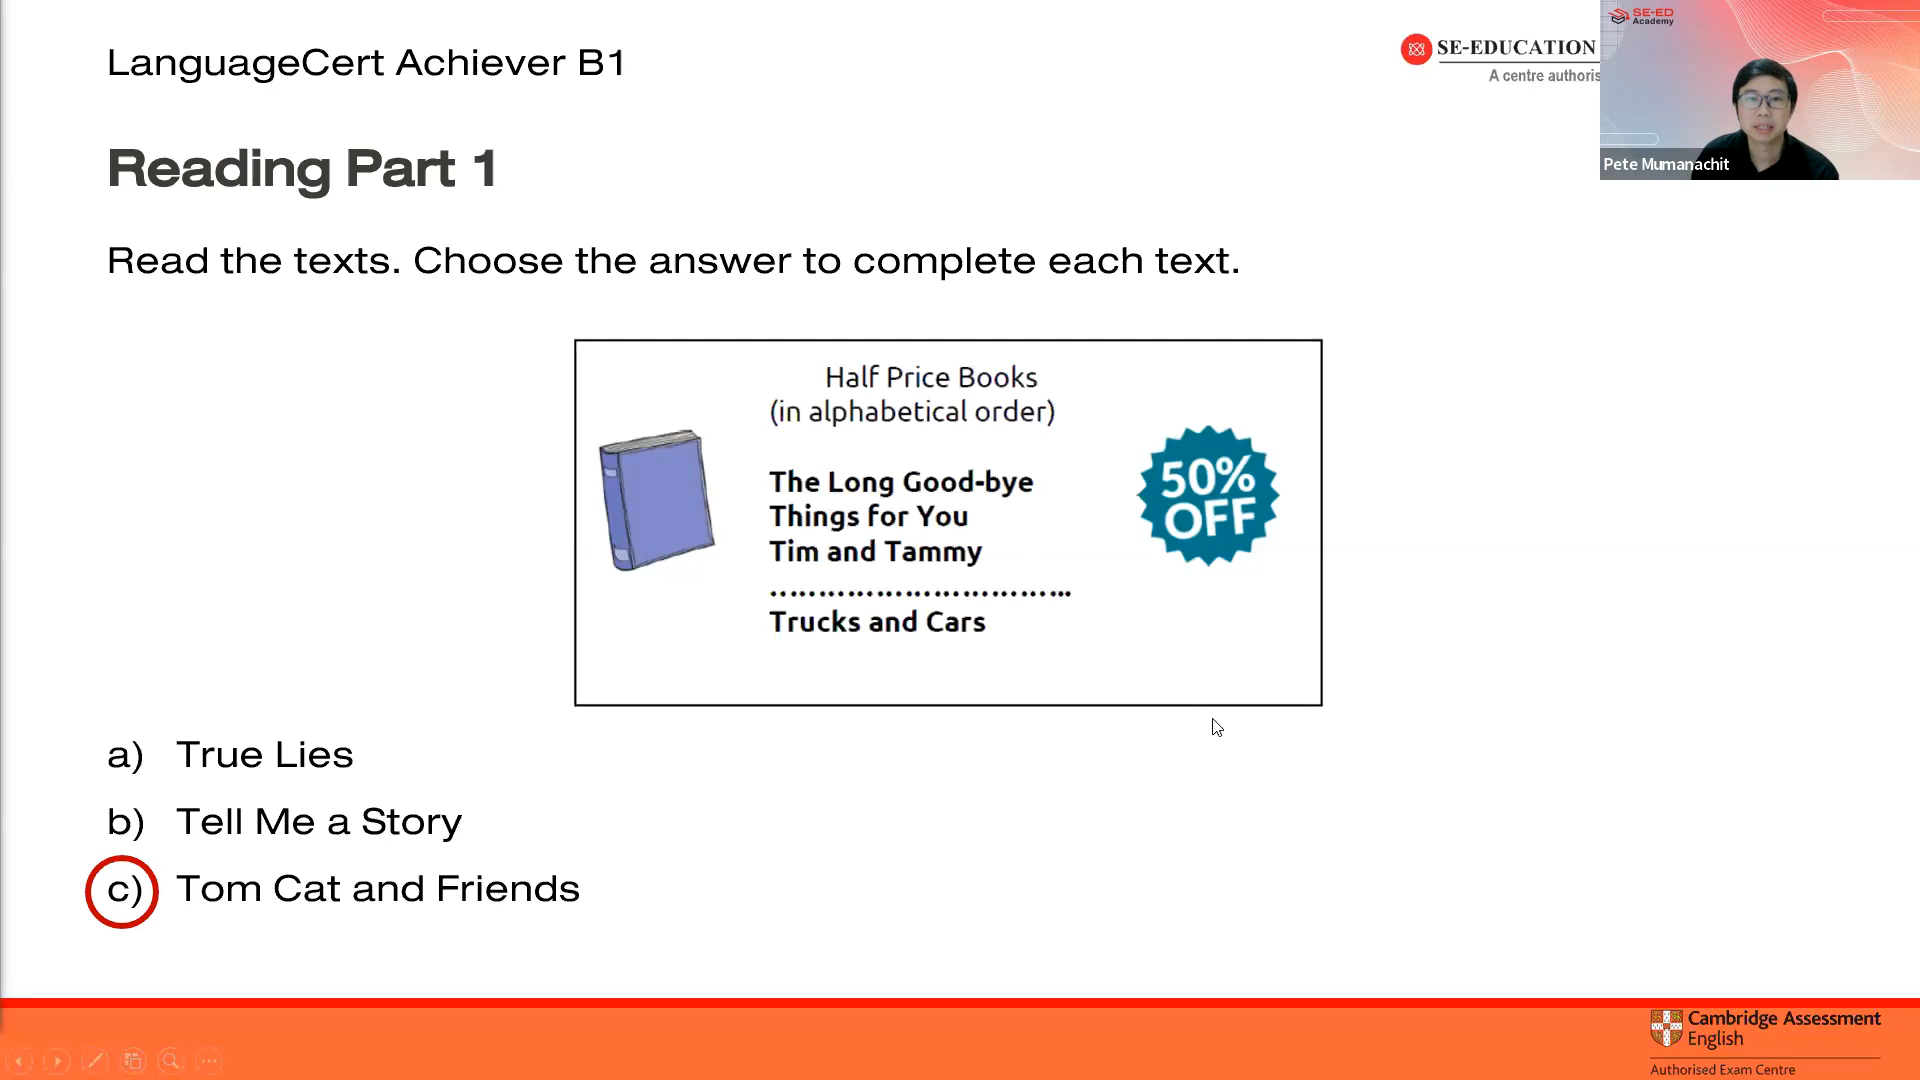 LanguageCert Achiever B1
SE-EDUCATION
A centre authoris
SE-ED
Academy
Pete Mumanachit
Reading Part 1
Read the texts. Choose the answer to complete each text.
Half Price Books
(in alphabetical order)
The Long Good-bye
Things for You
Tim and Tammy
................................
Trucks and Cars
50%
OFF
a) True Lies
b) Tell Me a Story
c) Tom Cat and Friends
Cambridge Assessment
English
Authorised Exam Centre